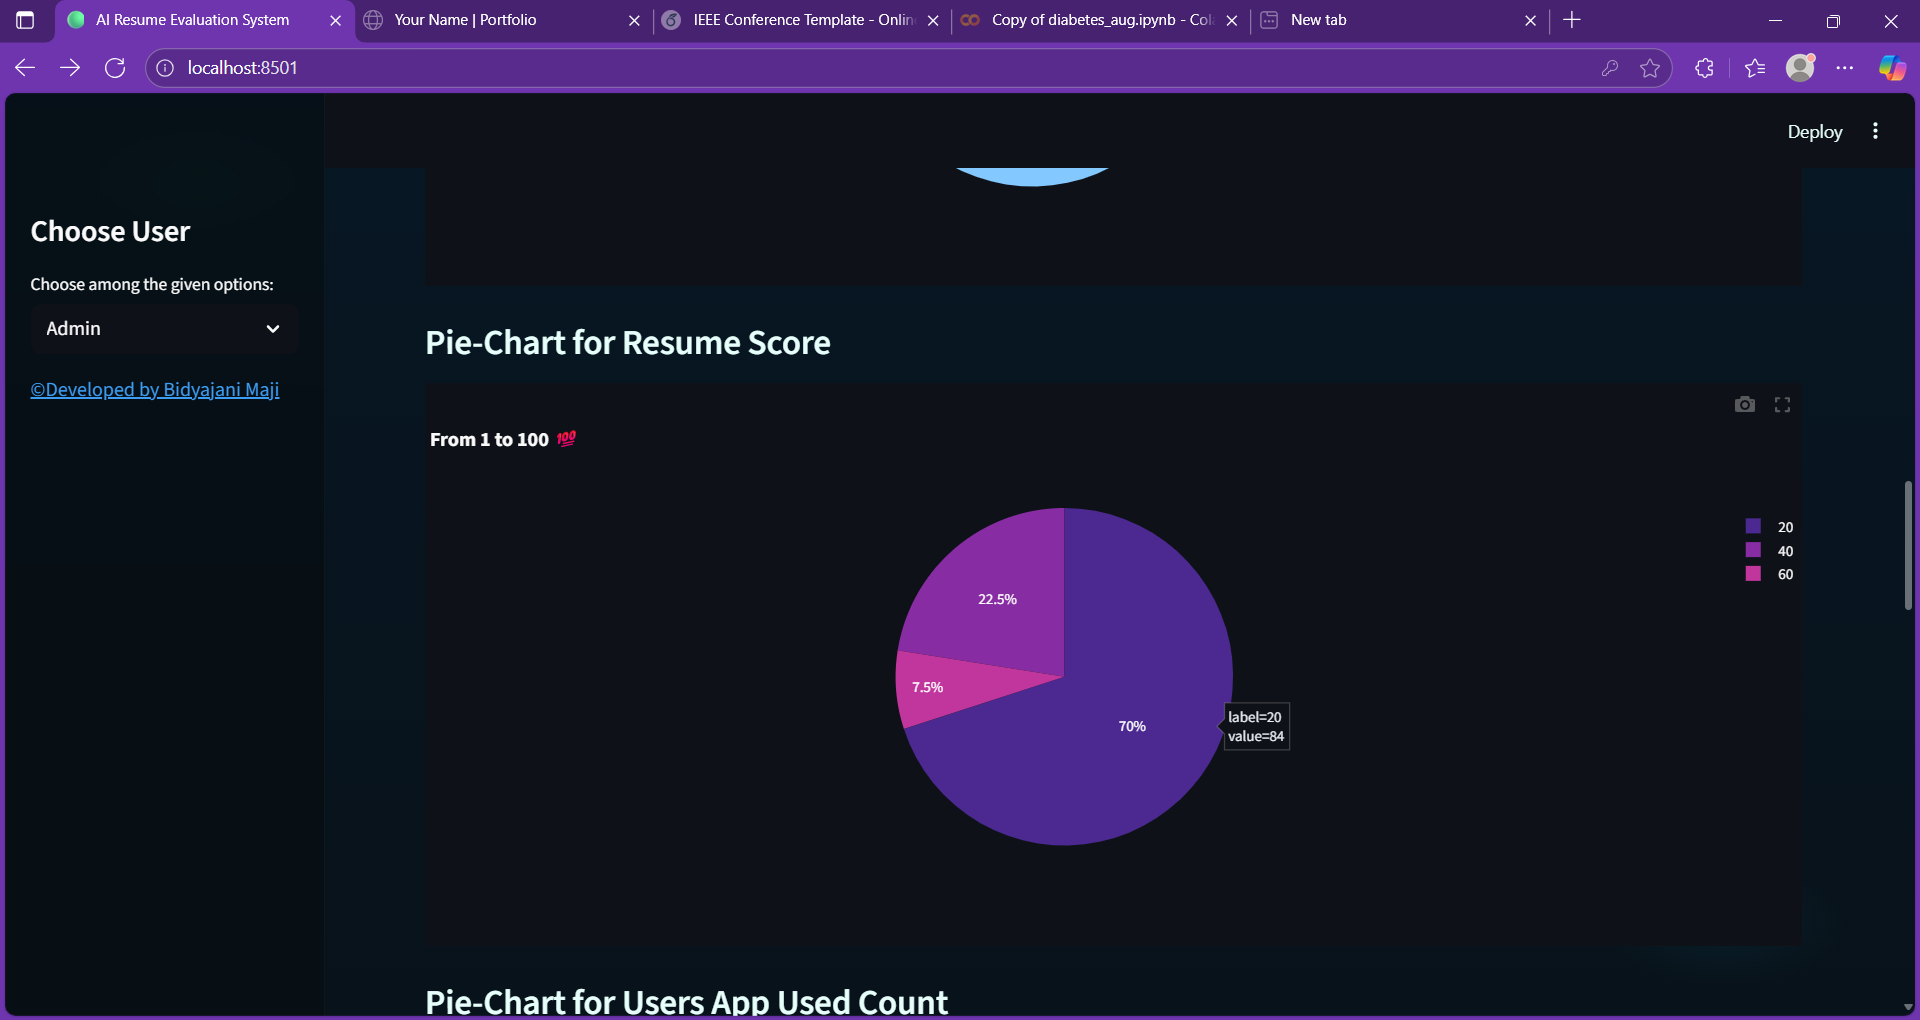 AI Resume Evaluation System
Your Name | Portfolio
IEEE Conference Template - Onlin
Copy of diabetes_aug.ipynb - Col
New tab
localhost:8501
Deploy
Choose User
Choose among the given options:
Admin
©Developed by Bidyajani Maji
Pie-Chart for Resume Score
From 1 to 100 💯
20
40
60
22.5%
7.5%
70%
label=20
value=84
Pie-Chart for Users App Used Count